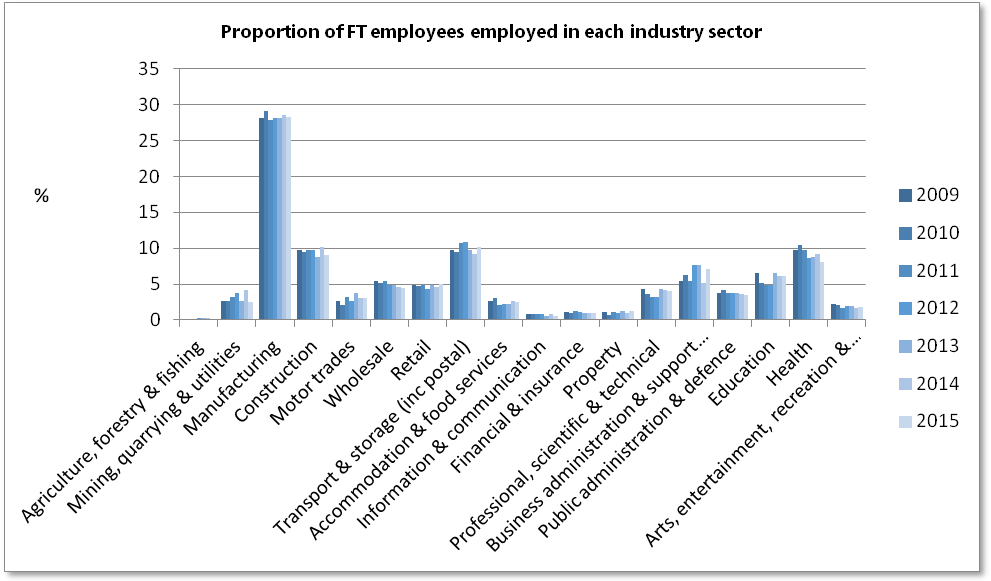 Proportion of FT employees employed in each industry sector
35
30
25
20
15
10
5
0
%
Agriculture, forestry & fishing
Mining, quarrying & utilities
Manufacturing
Construction
Motor trades
Wholesale
Retail
Transport & storage (inc postal)
Accommodation & food services
Information & communication
Financial & insurance
Property
Professional, scientific & technical
Business administration & support...
Public administration & defence
Education
Health
Arts, entertainment, recreation &...
2009
2010
2011
2012
2013
2014
2015